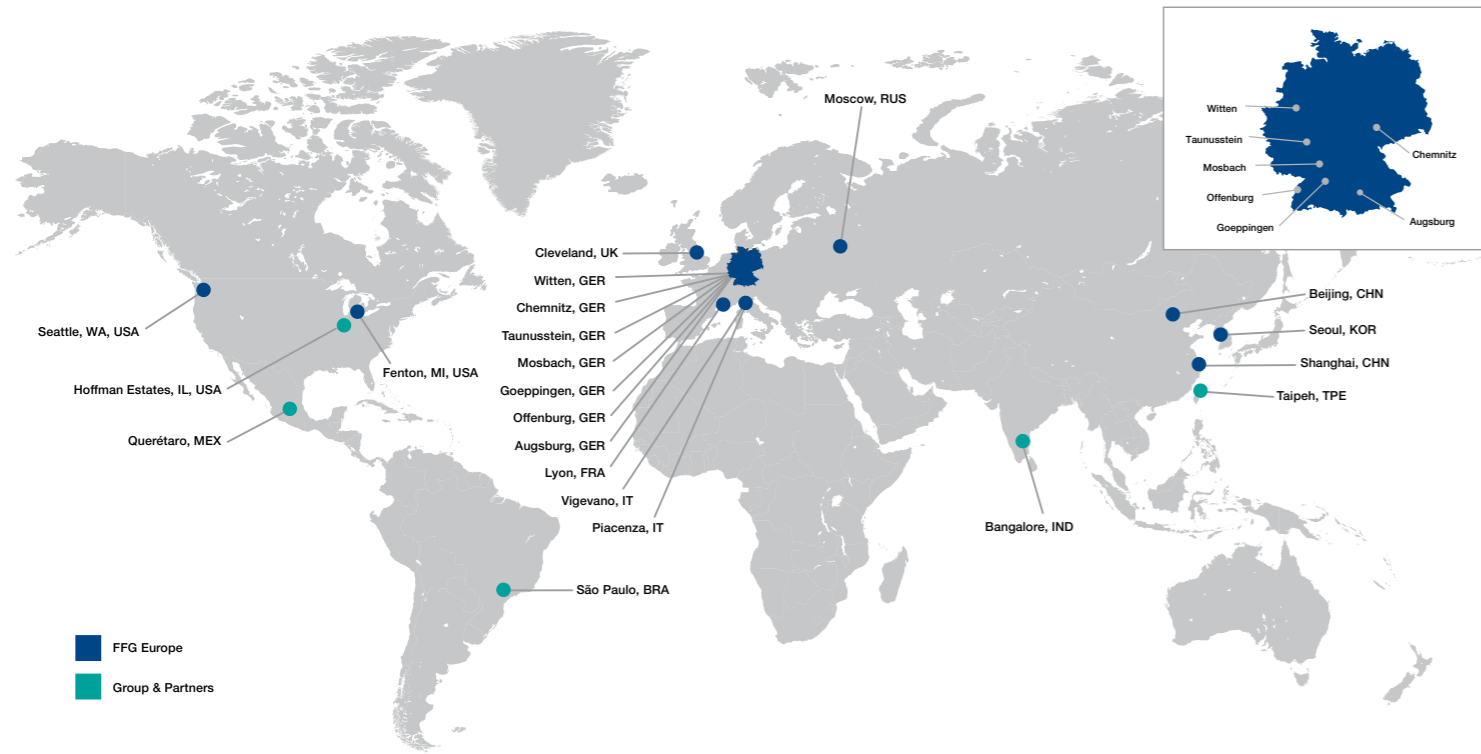 Moscow, RUS
Cleveland, UK
Witten, GER
Chemnitz, GER
Taunusstein, GER
Mosbach, GER
Goeppingen, GER
Offenburg, GER
Augsburg, GER
Lyon, FRA
Vigevano, IT
Piacenza, IT
Seattle, WA, USA
Hoffman Estates, IL, USA
Fenton, MI, USA
Querétaro, MEX
São Paulo, BRA
Beijing, CHN
Seoul, KOR
Shanghai, CHN
Taipeh, TPE
Bangalore, IND
Witten
Taunusstein
Mosbach
Offenburg
Goeppingen
Chemnitz
Augsburg
FFG Europe
Group & Partners